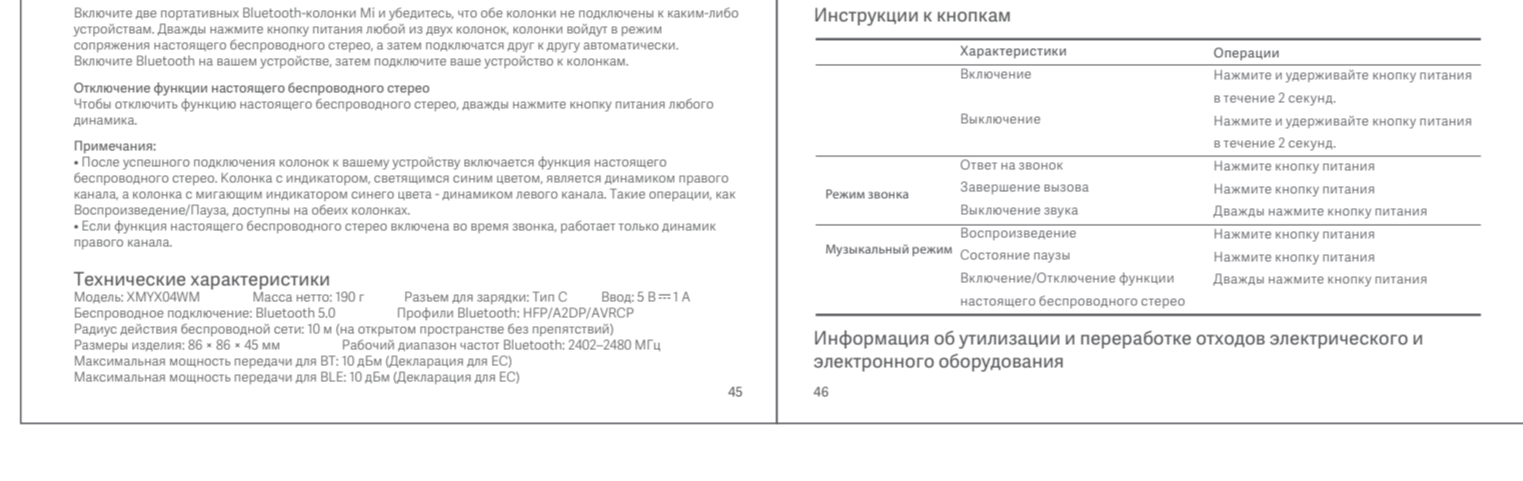 Включите две портативных Bluetooth-колонки Mi и убедитесь, что обе колонки не подключены к каким-либо
устройствам. Дважды нажмите кнопку питания любой из двух колонок, колонки войдут в режим
сопряжения настоящего беспроводного стерео, а затем подключатся друг к другу автоматически.
Включите Bluetooth на вашем устройстве, затем подключите ваше устройство к колонкам.
Отключение функции настоящего беспроводного стерео
Чтобы отключить функцию настоящего беспроводного стерео, дважды нажмите кнопку питания любого
динамика.
Примечания:
• После успешного подключения колонок к вашему устройству включается функция настоящего
беспроводного стерео. Колонка с индикатором, светящимся синим цветом, является динамиком правого
канала, а колонка с мигающим индикатором синего цвета - динамиком левого канала. Такие операции, как
Воспроизведение/Пауза, доступны на обеих колонках.
• Если функция настоящего беспроводного стерео включена во время звонка, работает только динамик
правого канала.
Технические характеристики
Модель: XMYX04WM Масса нетто: 190 г Разъем для зарядки: Тип C Ввод: 5 В⎓1 А
Беспроводное подключение: Bluetooth 5.0 Профили Bluetooth: HFP/A2DP/AVRCP
Радиус действия беспроводной сети: 10 м (на открытом пространстве без препятствий)
Размеры изделия: 86 × 86 × 45 мм Рабочий диапазон частот Bluetooth: 2402–2480 МГц
Максимальная мощность передачи для BT: 10 дБм (Декларация для ЕС)
Максимальная мощность передачи для BLE: 10 дБм (Декларация для ЕС)
45
Инструкции к кнопкам
Характеристики Операции
Включение Нажмите и удерживайте кнопку питания
в течение 2 секунд.
Выключение Нажмите и удерживайте кнопку питания
в течение 2 секунд.
Режим звонка
Ответ на звонок Нажмите кнопку питания
Завершение вызова Нажмите кнопку питания
Выключение звука Дважды нажмите кнопку питания
Музыкальный режим
Воспроизведение Нажмите кнопку питания
Состояние паузы Нажмите кнопку питания
Включение/Отключение функции Дважды нажмите кнопку питания
настоящего беспроводного стерео
Информация об утилизации и переработке отходов электрического и
электронного оборудования
46